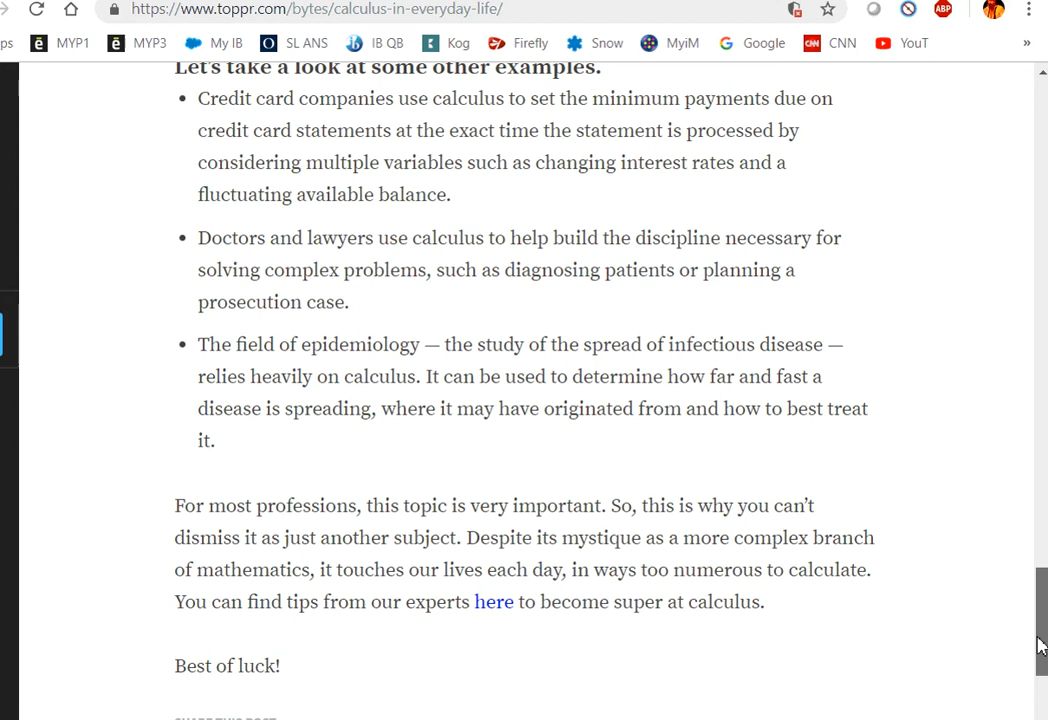 https://www.toppr.com/bytes/calculus-in-everyday-life/
ABP
ps MYP1 MYP3 My IB SL ANS IB QB Kog Firefly Snow MyiM Google CNN CNN YouT »
Let's take a look at some other examples.
• Credit card companies use calculus to set the minimum payments due on
credit card statements at the exact time the statement is processed by
considering multiple variables such as changing interest rates and a
fluctuating available balance.
• Doctors and lawyers use calculus to help build the discipline necessary for
solving complex problems, such as diagnosing patients or planning a
prosecution case.
• The field of epidemiology — the study of the spread of infectious disease —
relies heavily on calculus. It can be used to determine how far and fast a
disease is spreading, where it may have originated from and how to best treat
it.
For most professions, this topic is very important. So, this is why you can't
dismiss it as just another subject. Despite its mystique as a more complex branch
of mathematics, it touches our lives each day, in ways too numerous to calculate.
You can find tips from our experts here to become super at calculus.
Best of luck!
SHARE THIS POST